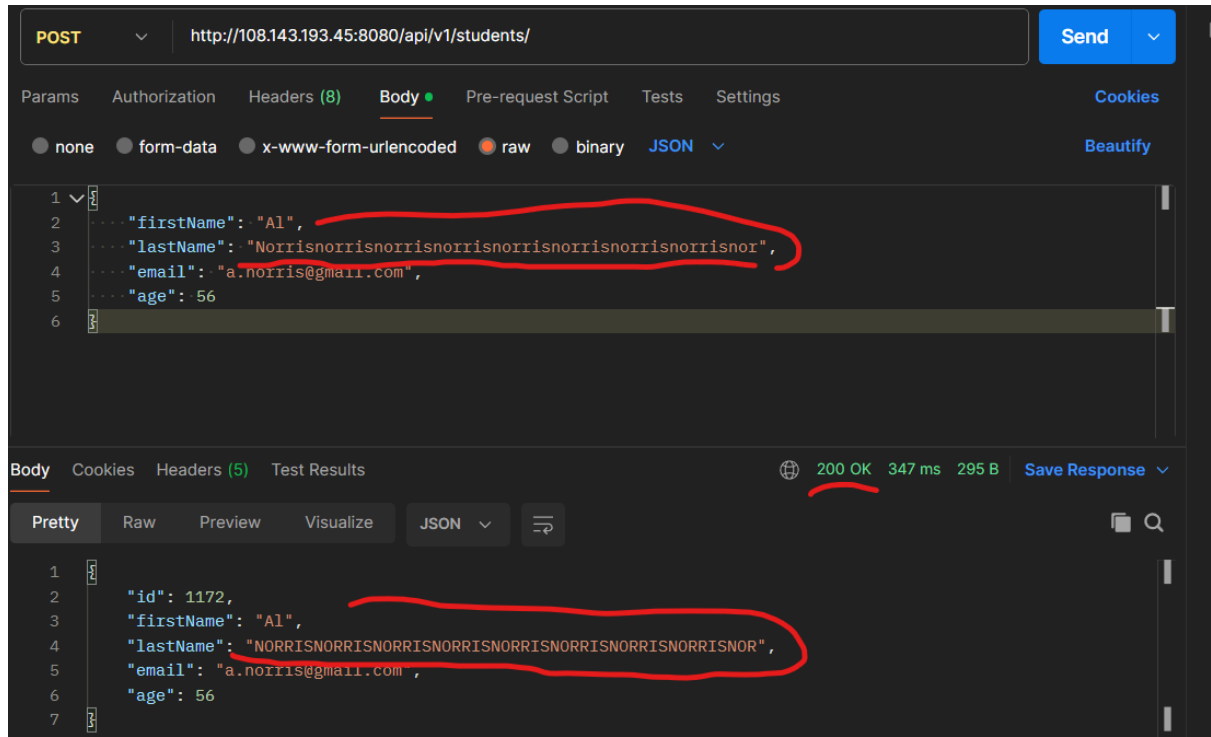 POST http://108.143.193.45:8080/api/v1/students/ Send
Params Authorization Headers (8) Body Pre-request Script Tests Settings Cookies
none form-data x-www-form-urlencoded raw binary JSON Beautify
1 {
2 "firstName": "Al",
3 "lastName": "Norrisnorrisnorrisnorrisnorrisnorrisnorrisnorrisnor",
4 "email": "a.norris@gmail.com",
5 "age": 56
6 }
Body Cookies Headers (5) Test Results 200 OK 347 ms 295 B Save Response
Pretty Raw Preview Visualize JSON
1 {
2 "id": 1172,
3 "firstName": "Al",
4 "lastName": "NORRISNORRISNORRISNORRISNORRISNORRISNORRISNORRISNOR",
5 "email": "a.norris@gmail.com",
6 "age": 56
7 }